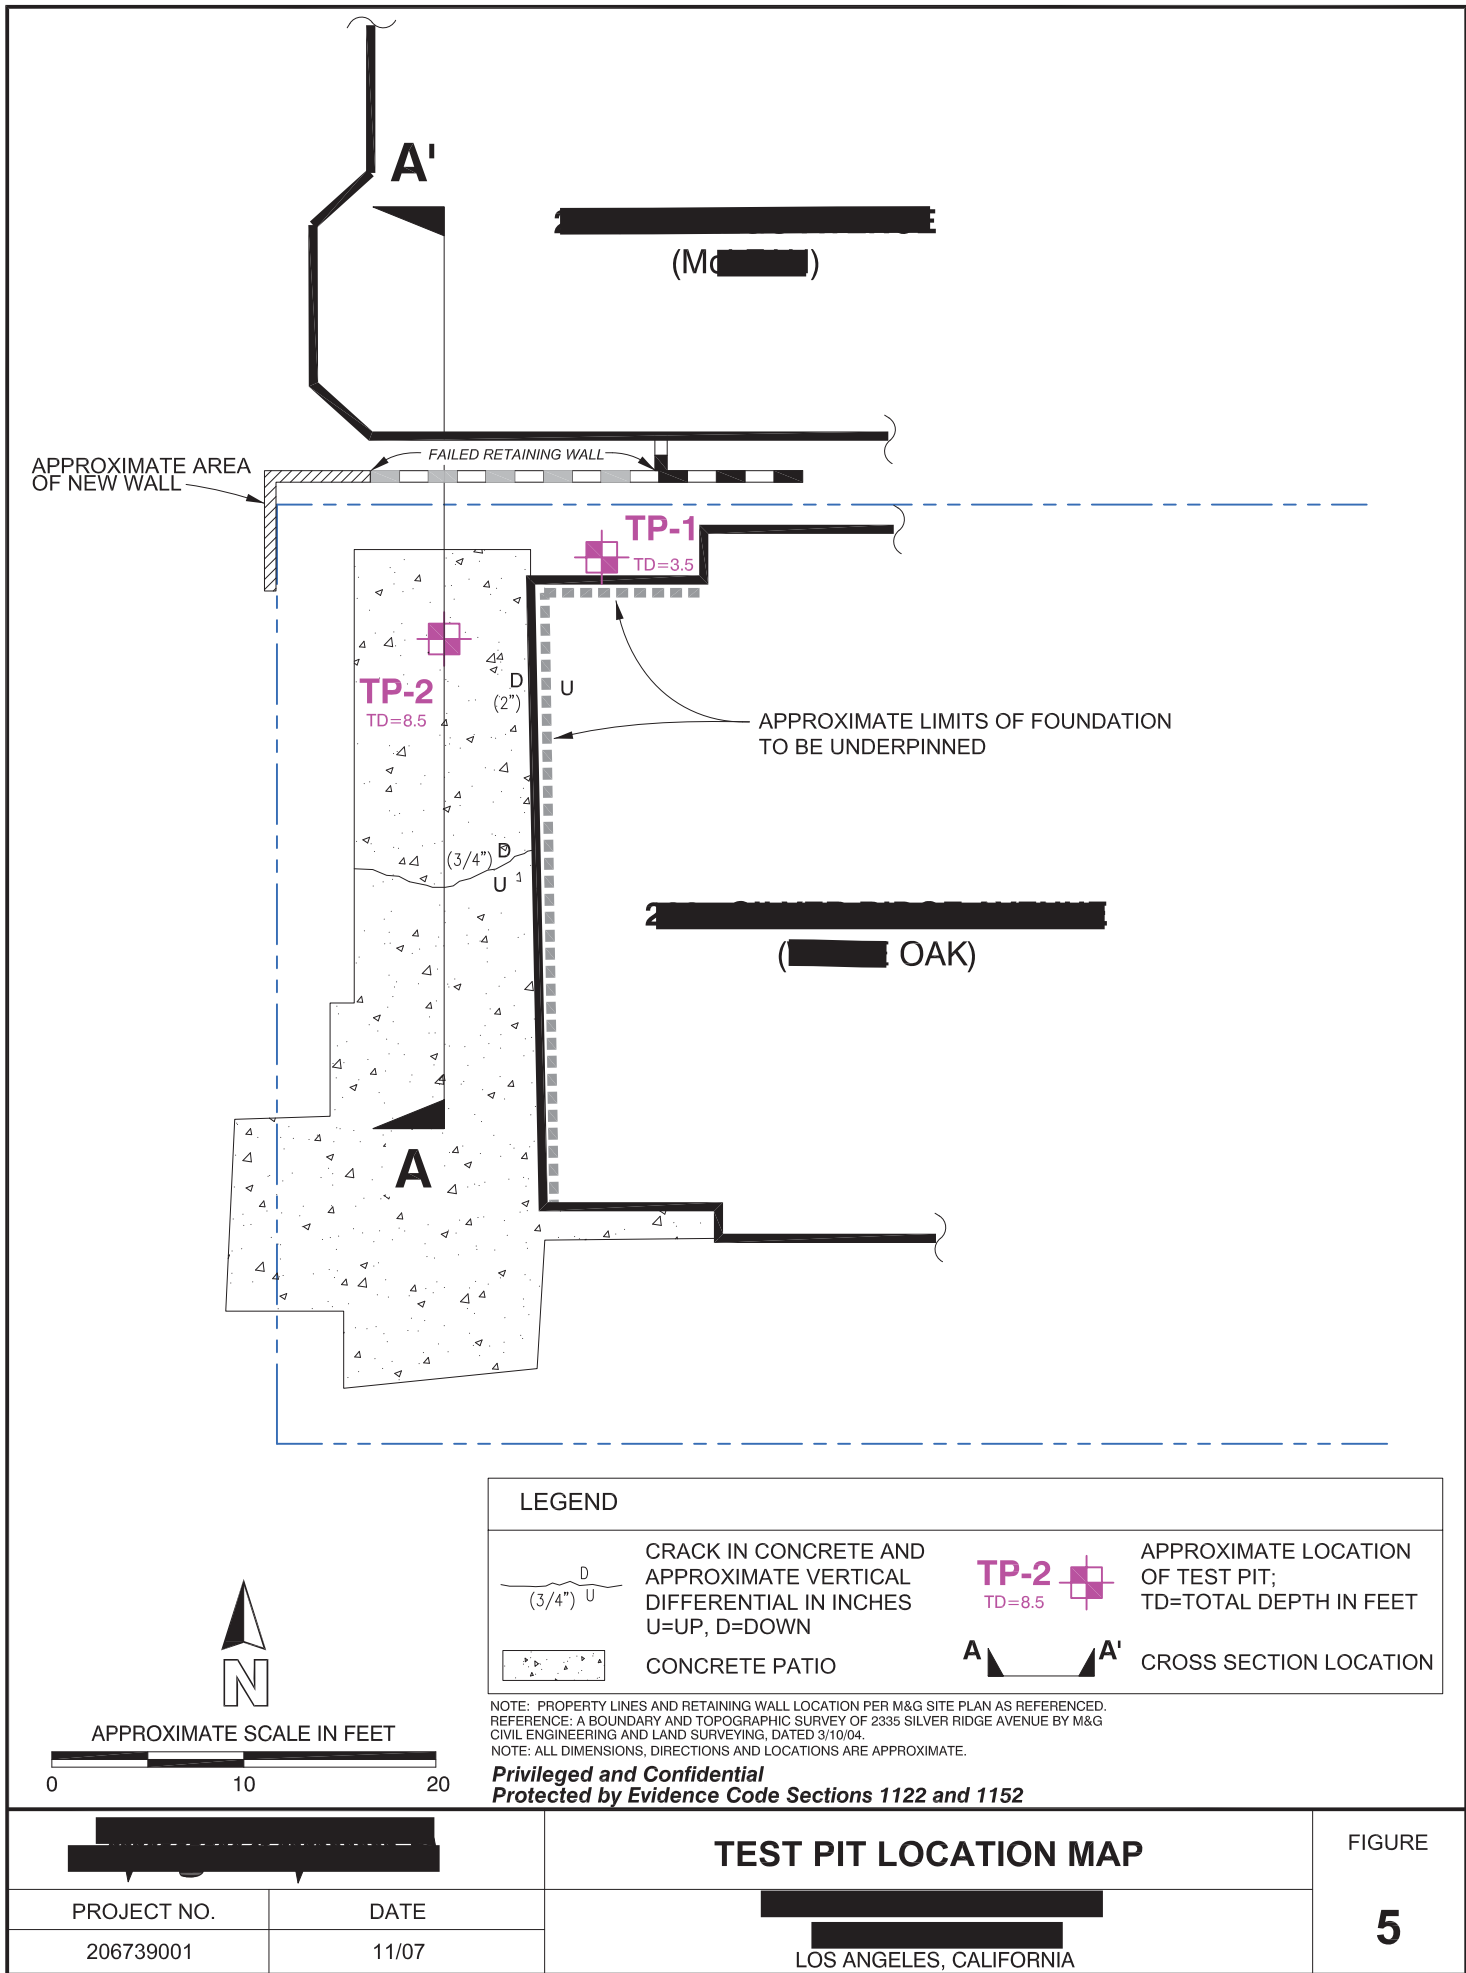 A'
APPROXIMATE AREA
OF NEW WALL
FAILED RETAINING WALL
TP-1
TD=3.5
TP-2
TD=8.5
D
(2")
U
APPROXIMATE LIMITS OF FOUNDATION
TO BE UNDERPINNED
(3/4") D
U
OAK)
A
LEGEND
D
(3/4") U
CRACK IN CONCRETE AND
APPROXIMATE VERTICAL
DIFFERENTIAL IN INCHES
U=UP, D=DOWN
TP-2
TD=8.5
APPROXIMATE LOCATION
OF TEST PIT;
TD=TOTAL DEPTH IN FEET
CONCRETE PATIO
A A'
CROSS SECTION LOCATION
N
APPROXIMATE SCALE IN FEET
0 10 20
NOTE: PROPERTY LINES AND RETAINING WALL LOCATION PER M&G SITE PLAN AS REFERENCED.
REFERENCE: A BOUNDARY AND TOPOGRAPHIC SURVEY OF 2335 SILVER RIDGE AVENUE BY M&G
CIVIL ENGINEERING AND LAND SURVEYING, DATED 3/10/04.
NOTE: ALL DIMENSIONS, DIRECTIONS AND LOCATIONS ARE APPROXIMATE.
Privileged and Confidential
Protected by Evidence Code Sections 1122 and 1152
PROJECT NO.
DATE
206739001
11/07
TEST PIT LOCATION MAP
LOS ANGELES, CALIFORNIA
FIGURE
5